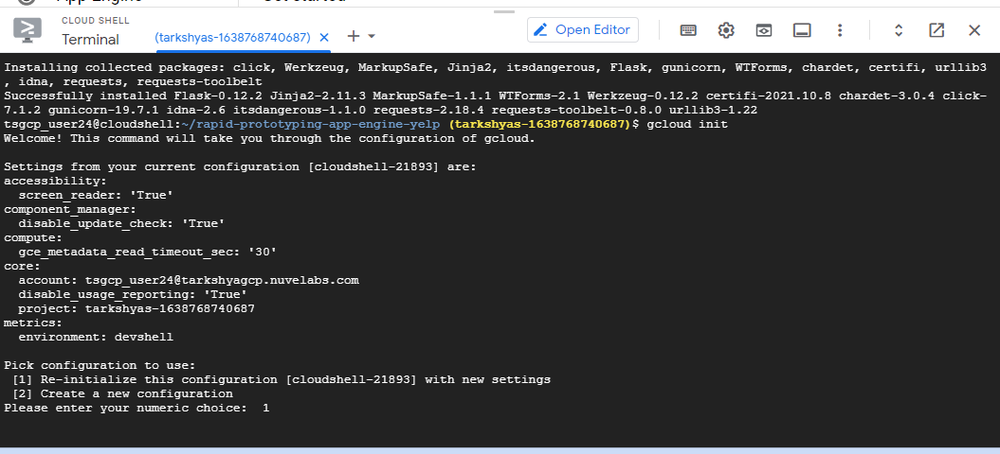 CLOUD SHELL
Terminal
(tarkshyas-1638768740687)
Open Editor
Installing collected packages: click, Werkzeug, MarkupSafe, Jinja2, itsdangerous, Flask, gunicorn, WTForms, chardet, certifi, urllib3
, idna, requests, requests-toolbelt
Successfully installed Flask-0.12.2 Jinja2-2.11.3 MarkupSafe-1.1.1 WTForms-2.1 Werkzeug-0.12.2 certifi-2021.10.8 chardet-3.0.4 click-
7.1.2 gunicorn-19.7.1 idna-2.6 itsdangerous-1.1.0 requests-2.18.4 requests-toolbelt-0.8.0 urllib3-1.22
tsgcp_user24@cloudshell:~/rapid-prototyping-app-engine-yelp (tarkshyas-1638768740687)$ gcloud init
Welcome! This command will take you through the configuration of gcloud.
Settings from your current configuration [cloudshell-21893] are:
accessibility:
screen_reader: 'True'
component_manager:
disable_update_check: 'True'
compute:
gce_metadata_read_timeout_sec: '30'
core:
account: tsgcp_user24@tarkshyagcp.nuvelabs.com
disable_usage_reporting: 'True'
project: tarkshyas-1638768740687
metrics:
environment: devshell
Pick configuration to use:
[1] Re-initialize this configuration [cloudshell-21893] with new settings
[2] Create a new configuration
Please enter your numeric choice: 1